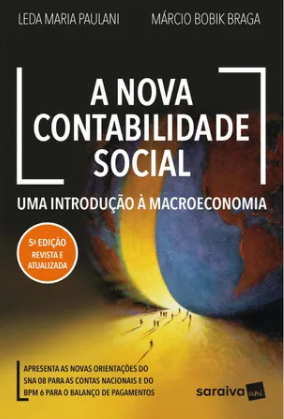 LEDA MARIA PAULANI MÁRCIO BOBIK BRAGA
A NOVA
CONTABILIDADE
SOCIAL
UMA INTRODUÇÃO À MACROECONOMIA
5ª EDIÇÃO
REVISTA E
ATUALIZADA
APRESENTA AS NOVAS ORIENTAÇÕES DO
SNA 08 PARA AS CONTAS NACIONAIS E DO
BPM 6 PARA O BALANÇO DE PAGAMENTOS
saraiva uni